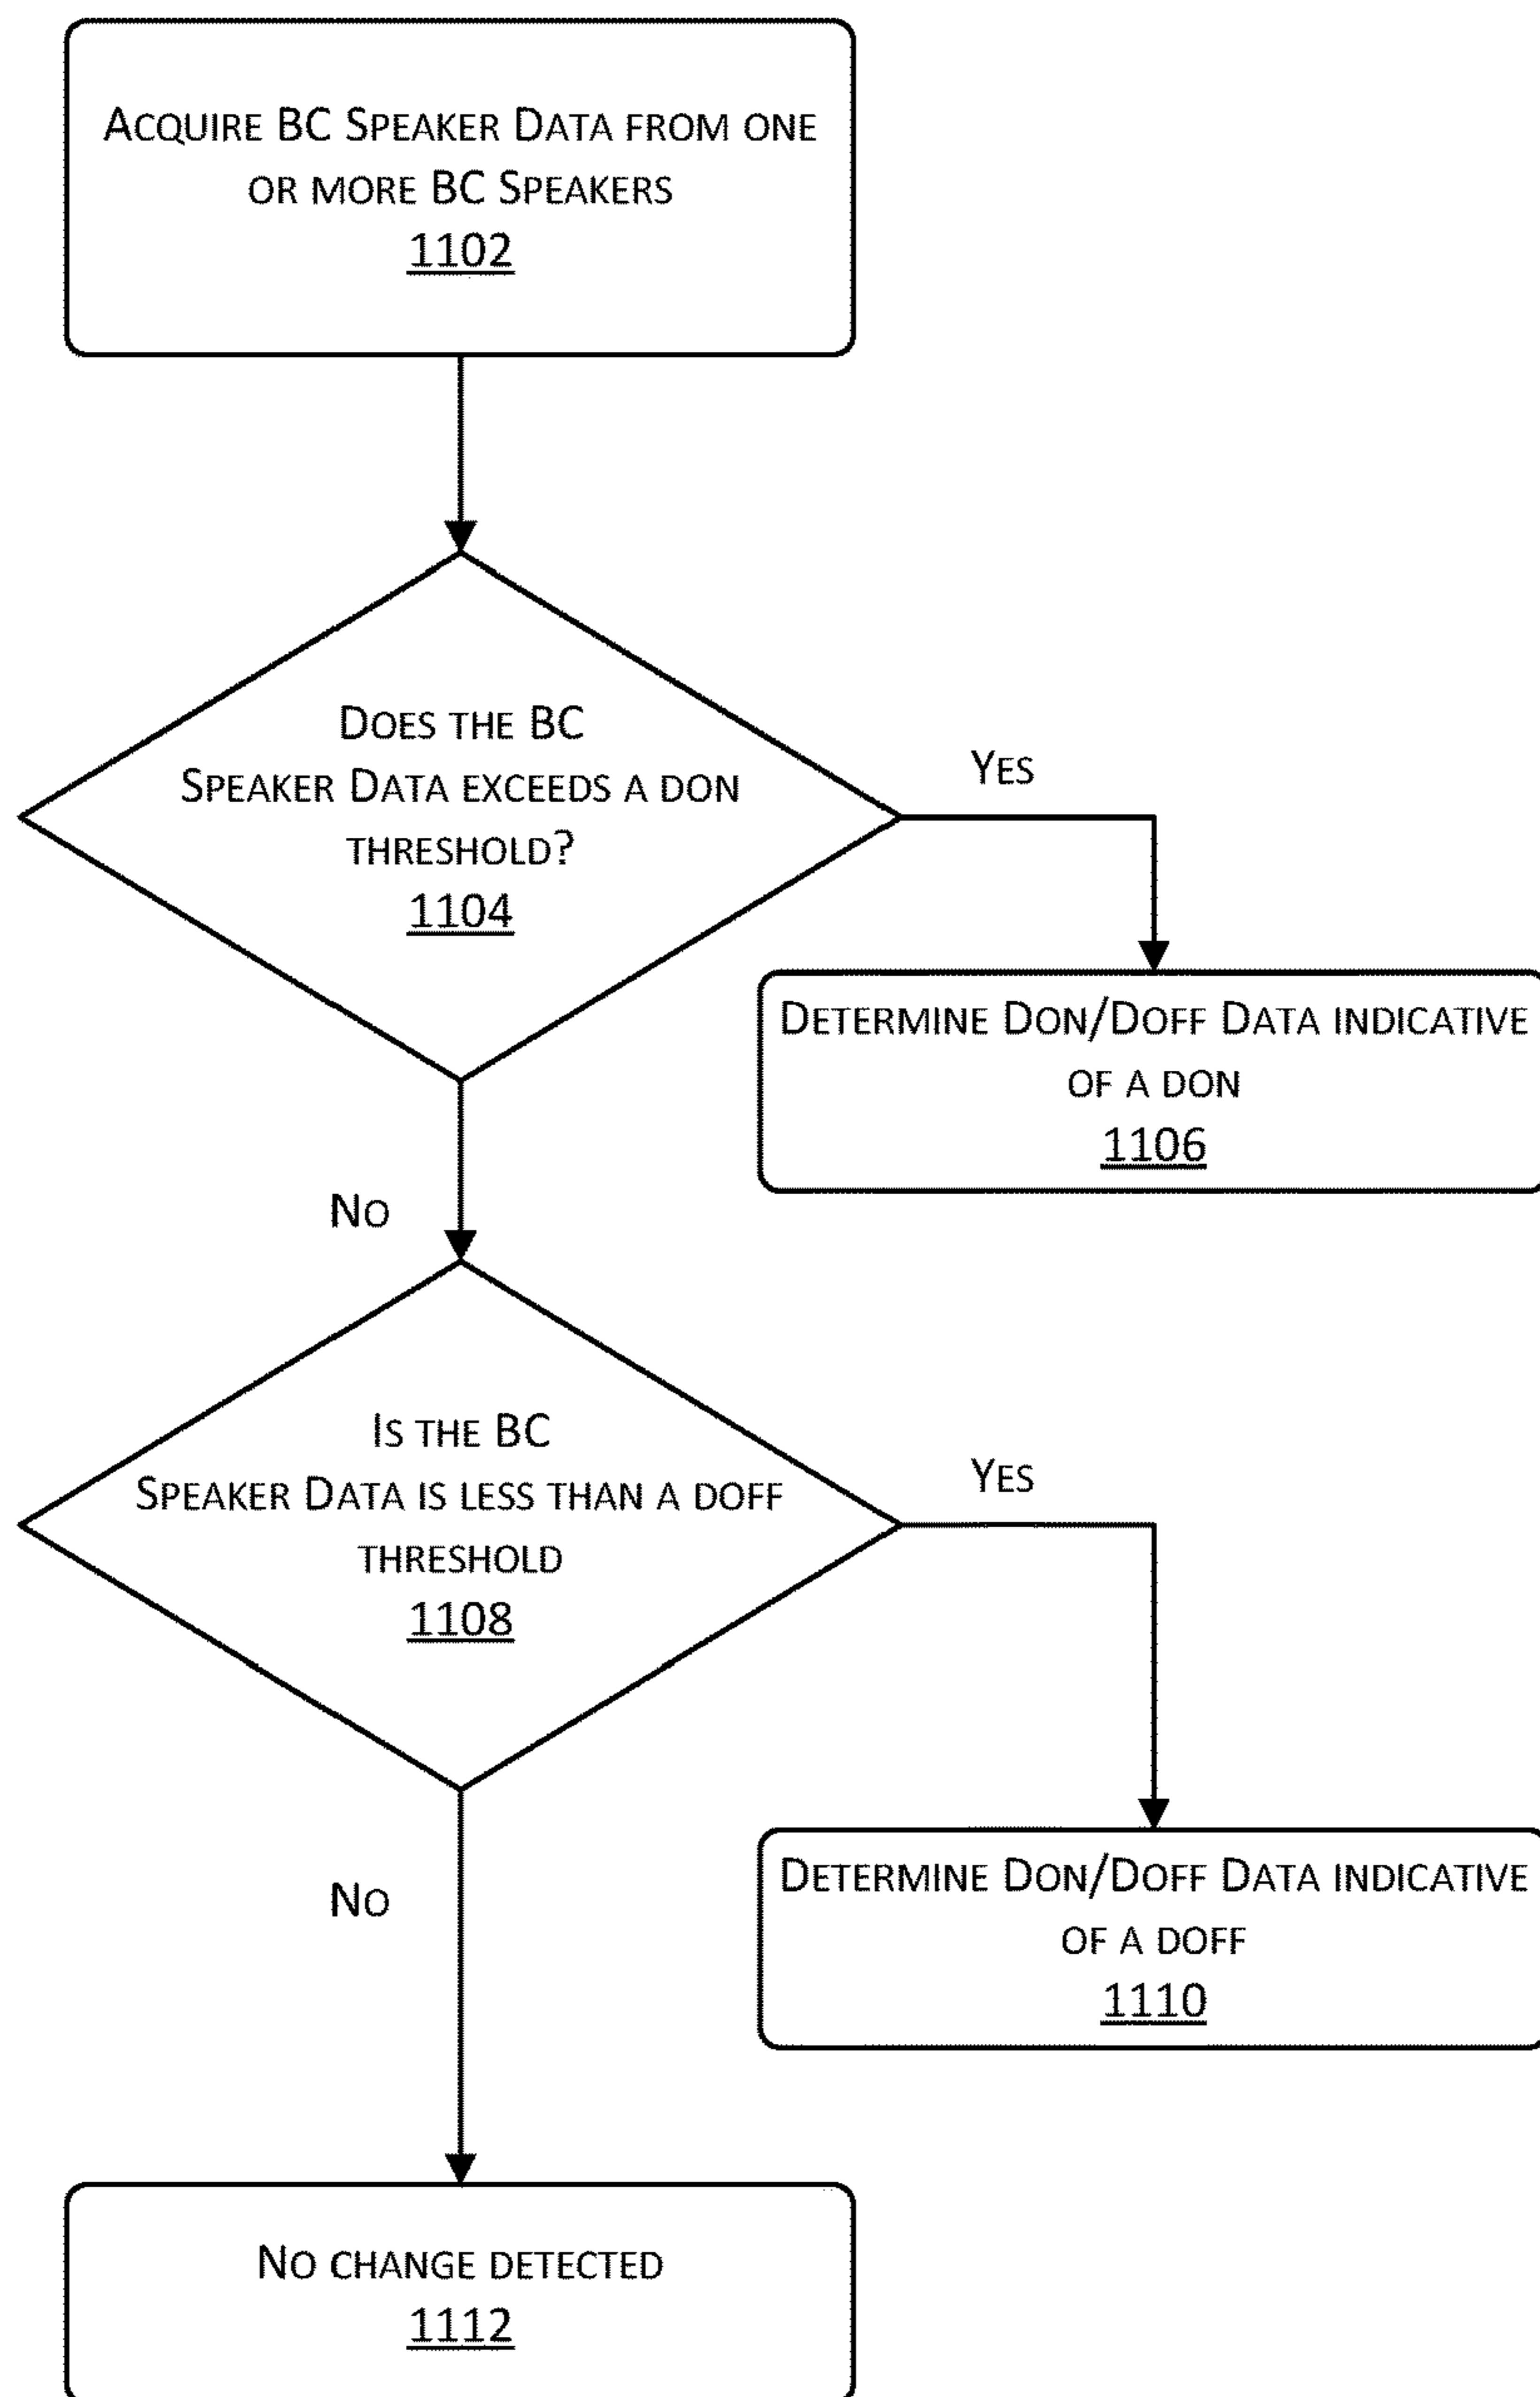 ACQUIRE BC SPEAKER DATA FROM ONE
OR MORE BC SPEAKERS
1102
DOES THE BC
SPEAKER DATA EXCEEDS A DON
THRESHOLD?
1104
YES
DETERMINE DON/DOFF DATA INDICATIVE
OF A DON
1106
NO
IS THE BC
SPEAKER DATA IS LESS THAN A DOFF
THRESHOLD
1108
YES
DETERMINE DON/DOFF DATA INDICATIVE
OF A DOFF
1110
NO
NO CHANGE DETECTED
1112